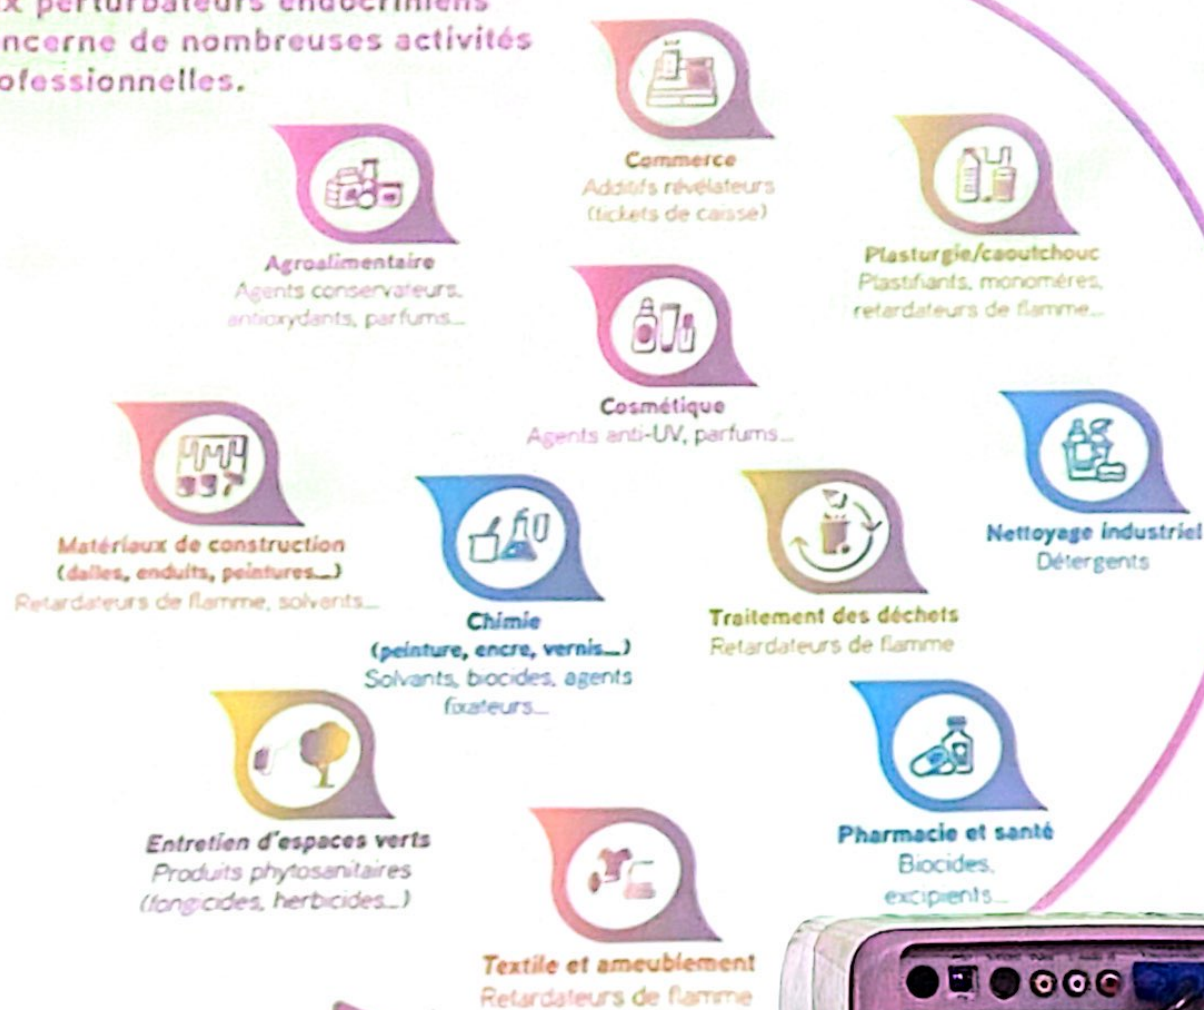 x perturbateurs endocriniens
ncerne de nombreuses activités
ofessionnelles.
Commerce
Additifs révélateurs
(tickets de caisse)
Agroalimentaire
Agents conservateurs,
antioxydants, parfums...
Plasturgie/caoutchouc
Plastifiants, monomères,
retardateurs de flamme...
Cosmétique
Agents anti-UV, parfums...
Matériaux de construction
(dalles, enduits, peintures...)
Retardateurs de flamme, solvants...
Nettoyage industriel
Détergents
Chimie
(peinture, encre, vernis...)
Solvants, biocides, agents
fixateurs...
Traitement des déchets
Retardateurs de flamme
Entretien d'espaces verts
Produits phytosanitaires
(fongicides, herbicides...)
Pharmacie et santé
Biocides,
excipients...
Textile et ameublement
Retardateurs de flamme